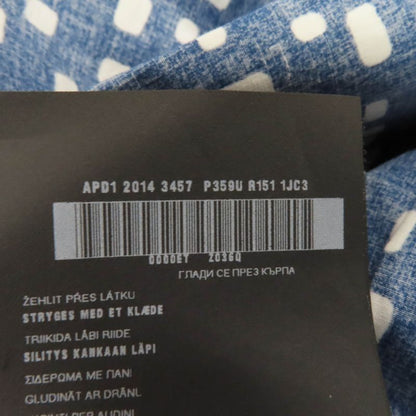 APD1 2014 3457 P359U R151 1JC3
0000ET Z036Q
ГЛАДИ СЕ ПРЕЗ КЪРПА
ŽEHLIT PŘES LÁTKU
STRYGES MED ET KLÆDE
TRIIKIDA LÄBI RIIDE
SILITYS KANKAAN LÄPI
ΣΙΔΕΡΩΜΑ ΜΕ ΠΑΝΙ
GLUDINĀT AR DRĀNU